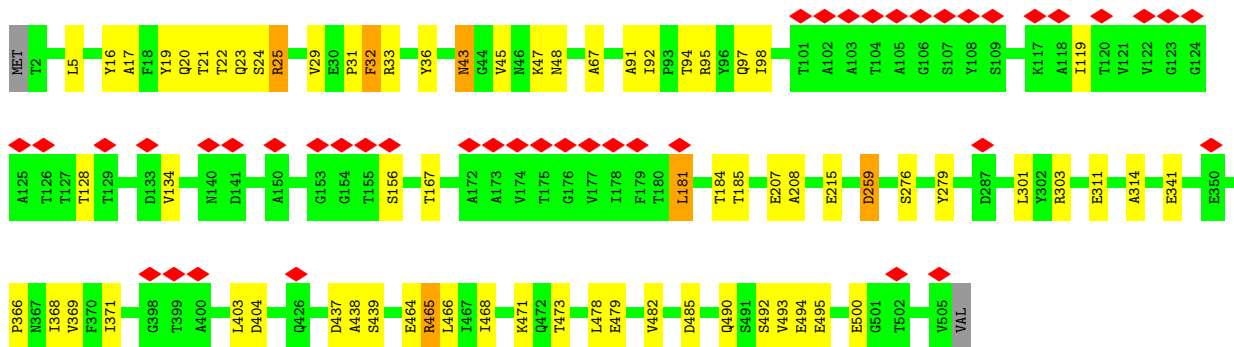 MET T2 L5 Y16 A17 F18 Y19 Q20 T21 T22 Q23 S24 R25 V29 E30 P31 F32 R33 Y36 N43 G44 V45 N46 K47 N48 A67 A91 I92 P93 T94 R95 Y96 Q97 I98 T101 A102 A103 T104 A105 G106 S107 Y108 S109 K117 A118 I119 T120 V121 V122 G123 G124
A125 T126 T127 T128 T129 D133 V134 N140 D141 A150 G153 G154 T155 S156 T167 A172 A173 V174 T175 G176 V177 I178 F179 T180 L181 T184 T185 E207 A208 E215 D259 S276 Y279 D287 L301 Y302 R303 E311 A314 E341 E350
P366 N367 I368 V369 F370 I371 G398 T399 A400 L403 D404 Q426 D437 A438 S439 E464 R465 L466 I467 I468 K471 Q472 T473 L478 E479 V482 D485 Q490 S491 S492 V493 E494 E495 E500 G501 T502 V505 VAL